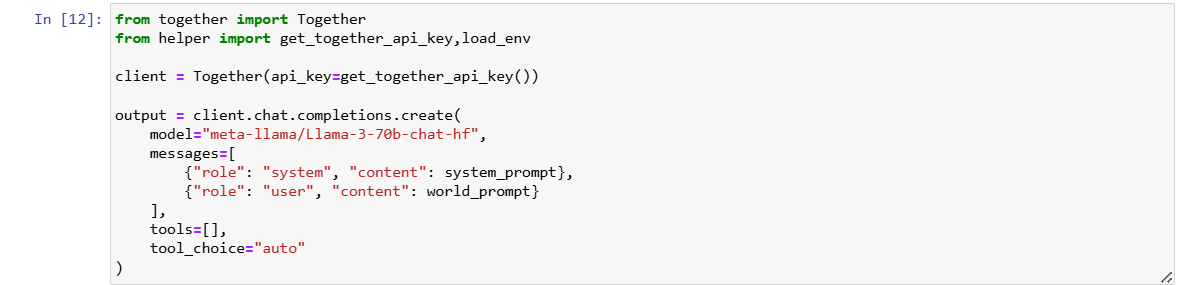 In [12]: from together import Together
from helper import get_together_api_key,load_env
client = Together(api_key=get_together_api_key())
output = client.chat.completions.create(
    model="meta-llama/Llama-3-70b-chat-hf",
    messages=[
        {"role": "system", "content": system_prompt},
        {"role": "user", "content": world_prompt}
    ],
    tools=[],
    tool_choice="auto"
)